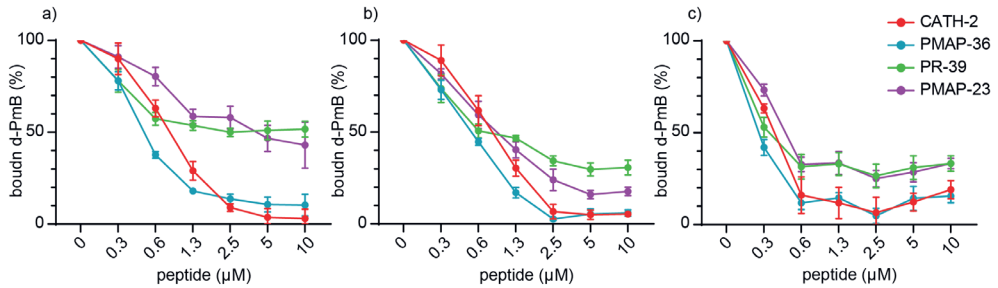 a)
boudn d-PmB (%)
100
50
0
0 0.3 0.6 1.3 2.5 5 10
peptide (µM)
b)
boudn d-PmB (%)
100
50
0
0 0.3 0.6 1.3 2.5 5 10
peptide (µM)
c)
boudn d-PmB (%)
100
50
0
0 0.3 0.6 1.3 2.5 5 10
peptide (µM)
CATH-2
PMAP-36
PR-39
PMAP-23